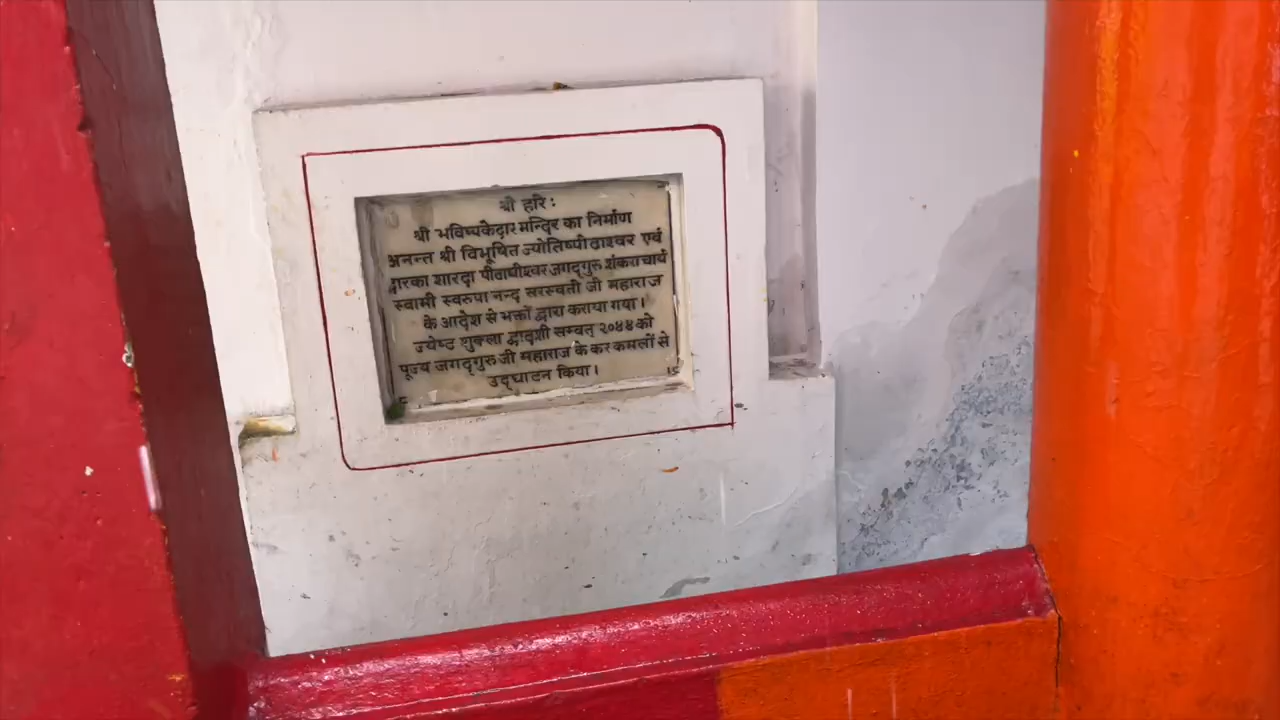 श्री हरिः
श्री भविष्यकेदार मन्दिर का निर्माण
अनन्त श्री विभूषित ज्योतिष्पीठाश्वर एवं
द्वारका शारदा पीठाधीश्वर जगद्गुरु शंकराचार्य
स्वामी स्वरुपा नन्द सरस्वती जी महाराज
के आदेश से भक्तों द्वारा कराया गया।
ज्येष्ट शुक्ला द्वादशी सम्वत् २०४४ को
पूज्य जगद्गुरु जी महाराज के कर कमलों से
उद्घाटन किया।